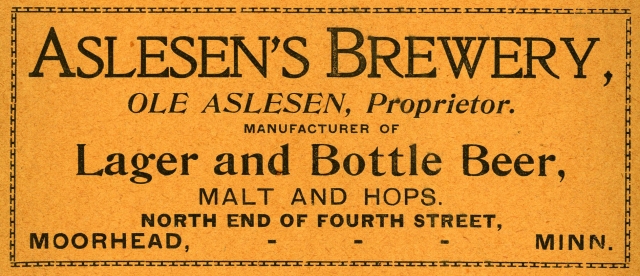 ASLESEN'S BREWERY,
OLE ASLESEN, Proprietor.
MANUFACTURER OF
Lager and Bottle Beer,
MALT AND HOPS.
NORTH END OF FOURTH STREET,
MOORHEAD, - - - MINN.